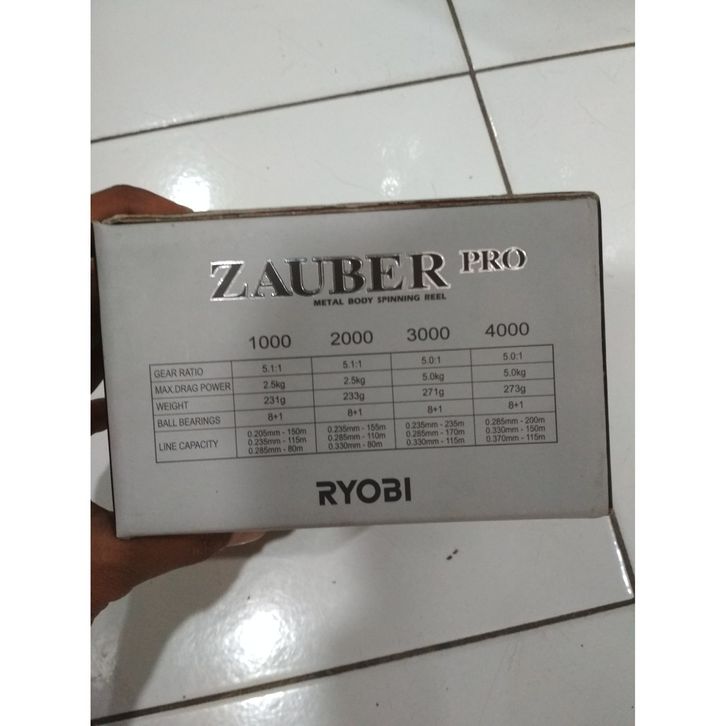 ZAUBER PRO
METAL BODY SPINNING REEL
1000 2000 3000 4000
GEAR RATIO 5.1:1 5.1:1 5.0:1 5.0:1
MAX.DRAG POWER 2.5kg 2.5kg 5.0kg 5.0kg
WEIGHT 231g 233g 271g 273g
BALL BEARINGS 8+1 8+1 8+1 8+1
LINE CAPACITY 0.205mm - 150m 0.235mm - 155m 0.235mm - 235m 0.285mm - 200m
0.235mm - 115m 0.285mm - 110m 0.285mm - 170m 0.330mm - 150m
0.285mm - 80m 0.330mm - 80m 0.330mm - 115m 0.370mm - 115m
RYOBI